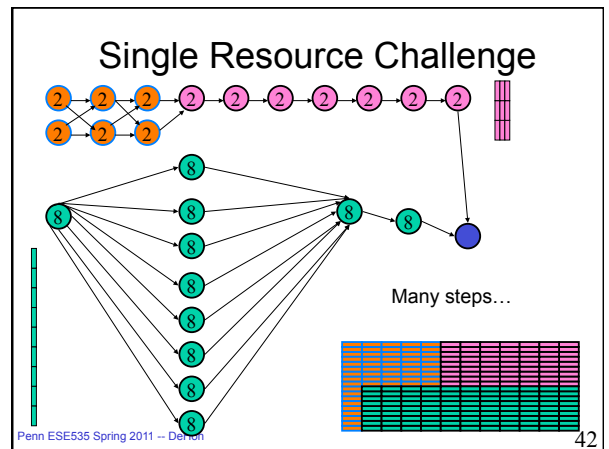 Single Resource Challenge
2 2 2 2 2 2 2 2 2 2
2 2 2
8
8
8 8 8
8
8
8
8
8
8
Many steps…
Penn ESE535 Spring 2011 -- DeHon
42